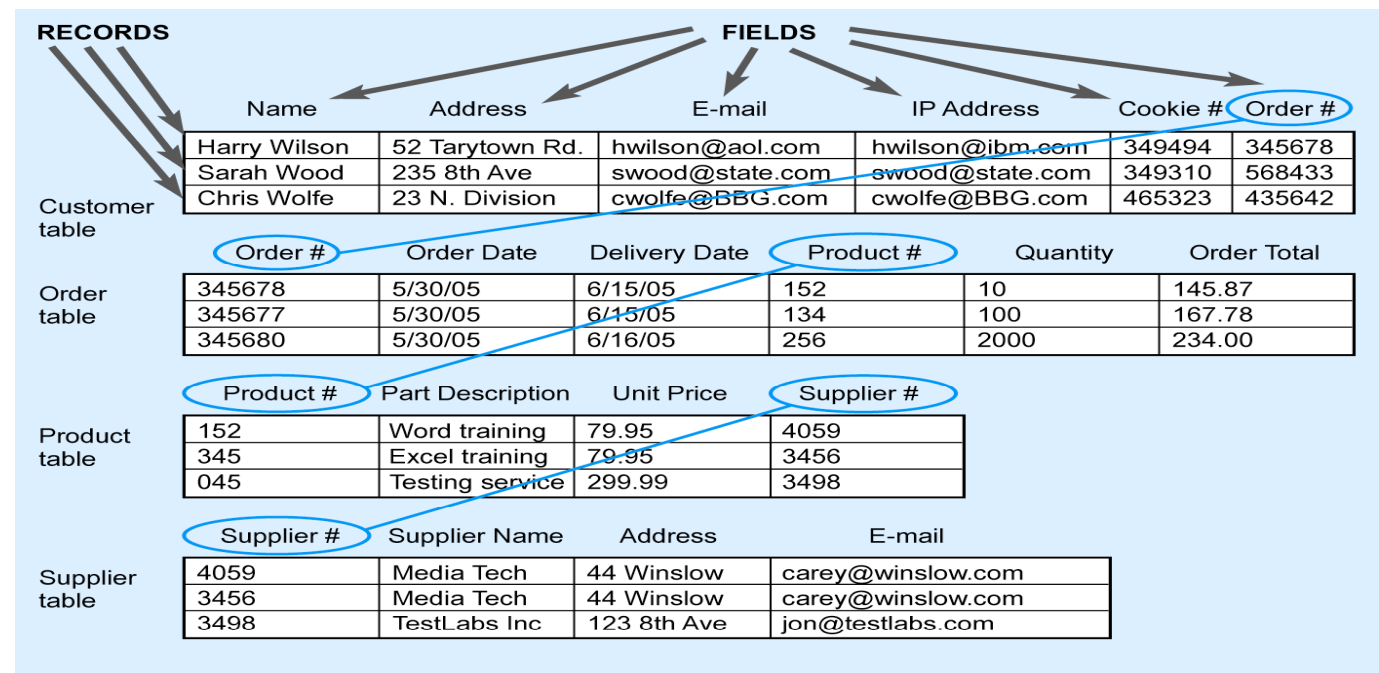 RECORDS FIELDS
Name Address E-mail IP Address Cookie # Order #
Harry Wilson 52 Tarytown Rd. hwilson@aol.com hwilson@ibm.com 349494 345678
Sarah Wood 235 8th Ave swood@state.com swood@state.com 349310 568433
Chris Wolfe 23 N. Division cwolfe@BBG.com cwolfe@BBG.com 465323 435642
Customer
table
Order # Order Date Delivery Date Product # Quantity Order Total
Order
table
345678 5/30/05 6/15/05 152 10 145.87
345677 5/30/05 6/15/05 134 100 167.78
345680 5/30/05 6/16/05 256 2000 234.00
Product # Part Description Unit Price Supplier #
Product
table
152 Word training 79.95 4059
345 Excel training 79.95 3456
045 Testing service 299.99 3498
Supplier # Supplier Name Address E-mail
Supplier
table
4059 Media Tech 44 Winslow carey@winslow.com
3456 Media Tech 44 Winslow carey@winslow.com
3498 TestLabs Inc 123 8th Ave jon@testlabs.com